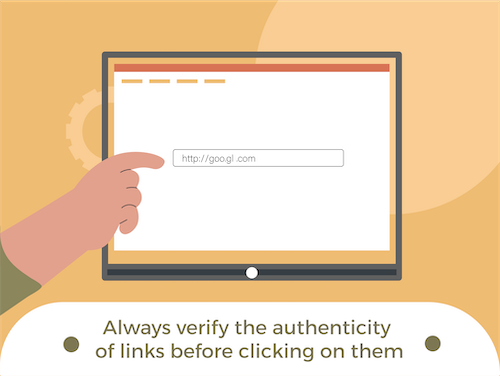 http://goo.gl .com
Always verify the authenticity
of links before clicking on them